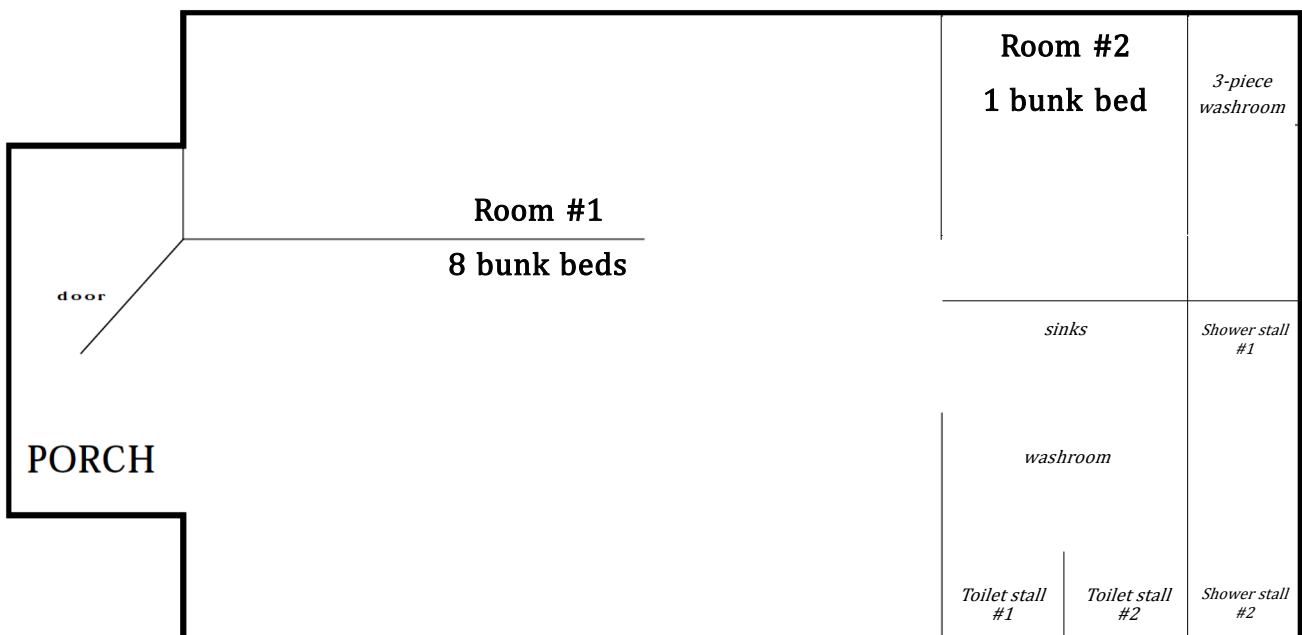 Room #1
8 bunk beds
door
PORCH
Room #2
1 bunk bed
3-piece
washroom
sinks
Shower stall
#1
washroom
Toilet stall
#1
Toilet stall
#2
Shower stall
#2